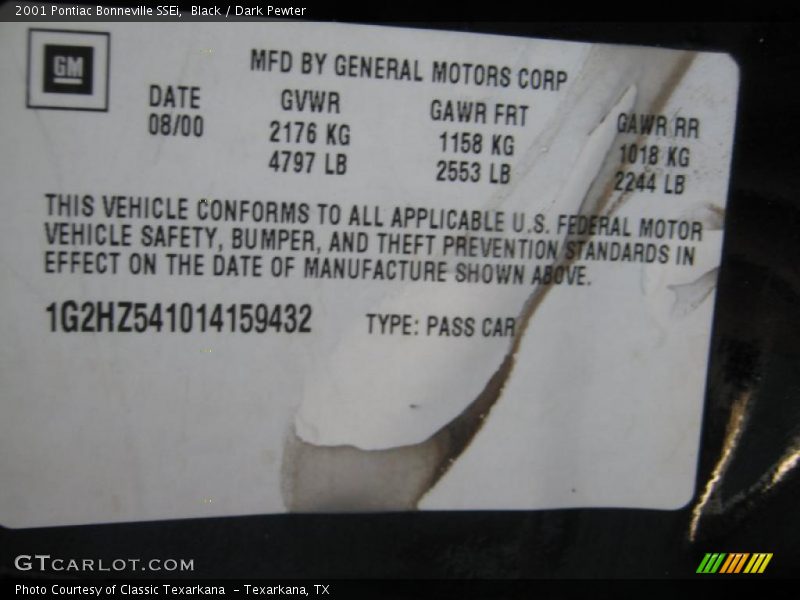 2001 Pontiac Bonneville SSEi, Black / Dark Pewter
GM
MFD BY GENERAL MOTORS CORP
DATE GVWR GAWR FRT GAWR RR
08/00 2176 KG 1158 KG 1018 KG
4797 LB 2553 LB 2244 LB
THIS VEHICLE CONFORMS TO ALL APPLICABLE U.S. FEDERAL MOTOR
VEHICLE SAFETY, BUMPER, AND THEFT PREVENTION STANDARDS IN
EFFECT ON THE DATE OF MANUFACTURE SHOWN ABOVE.
1G2HZ541014159432 TYPE: PASS CAR
GTCARLOT.COM
Photo Courtesy of Classic Texarkana - Texarkana, TX